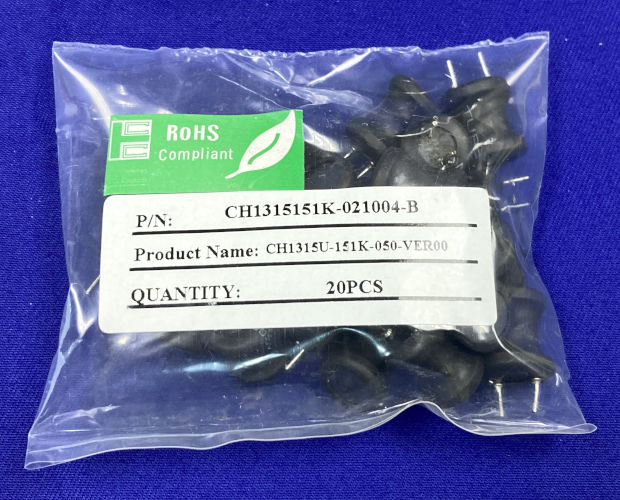 RoHS
Compliant
P/N: CH1315151K-021004-B
Product Name: CH1315U-151K-050-VER00
QUANTITY: 20PCS